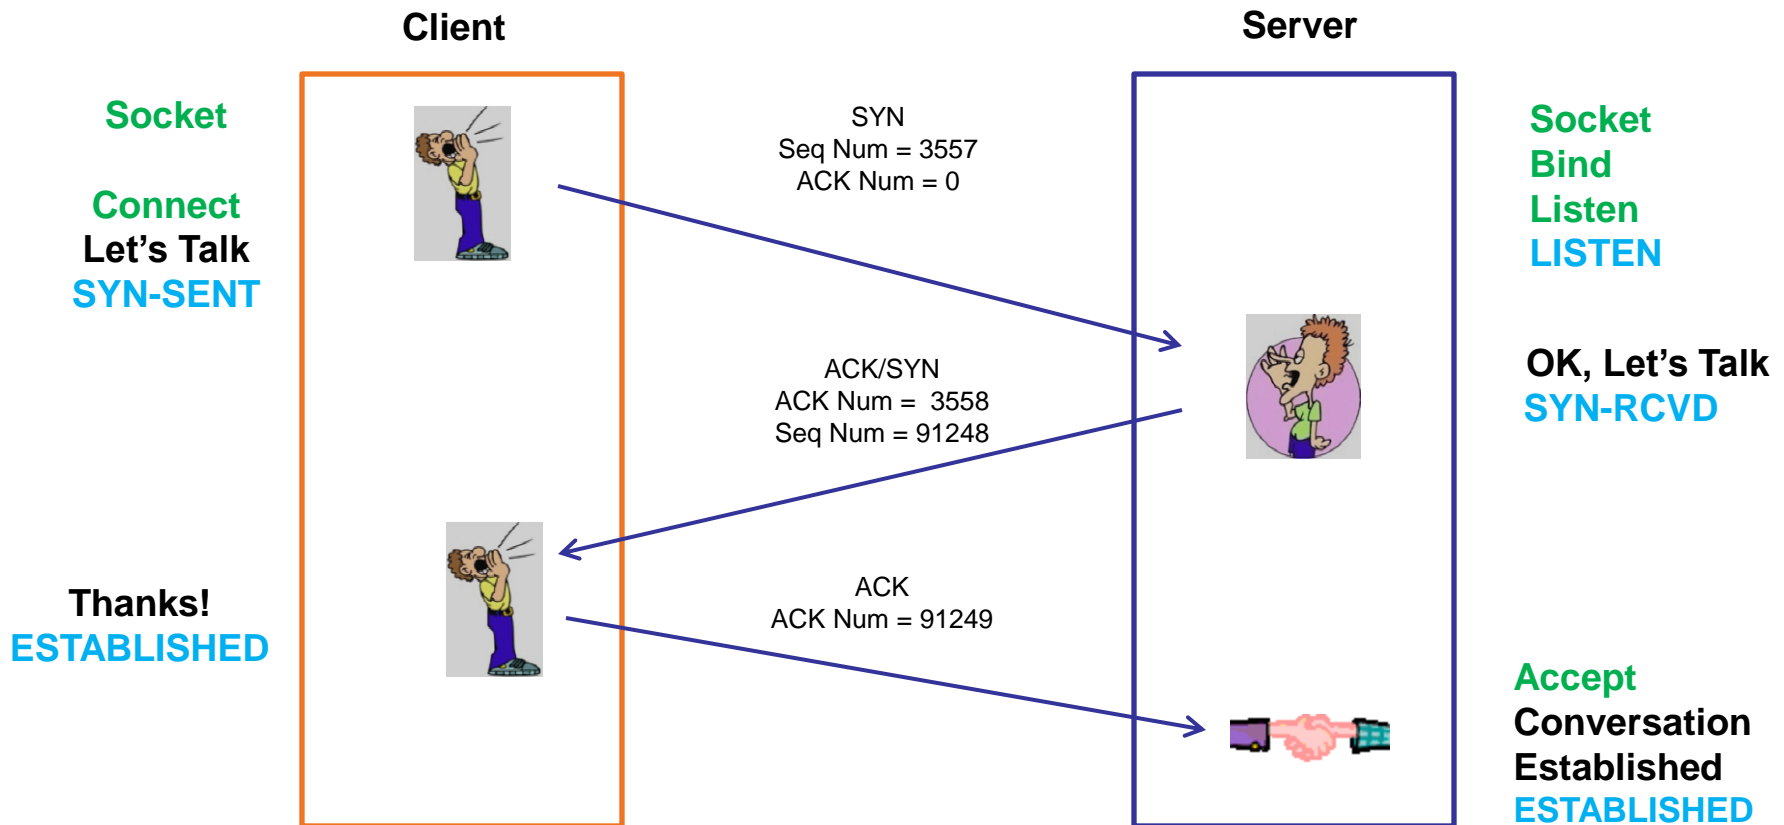 Client
Server
Socket
Connect
Let's Talk
SYN-SENT
SYN
Seq Num = 3557
ACK Num = 0
Socket
Bind
Listen
LISTEN
ACK/SYN
ACK Num =  3558
Seq Num = 91248
OK, Let's Talk
SYN-RCVD
Thanks!
ESTABLISHED
ACK
ACK Num = 91249
Accept
Conversation
Established
ESTABLISHED